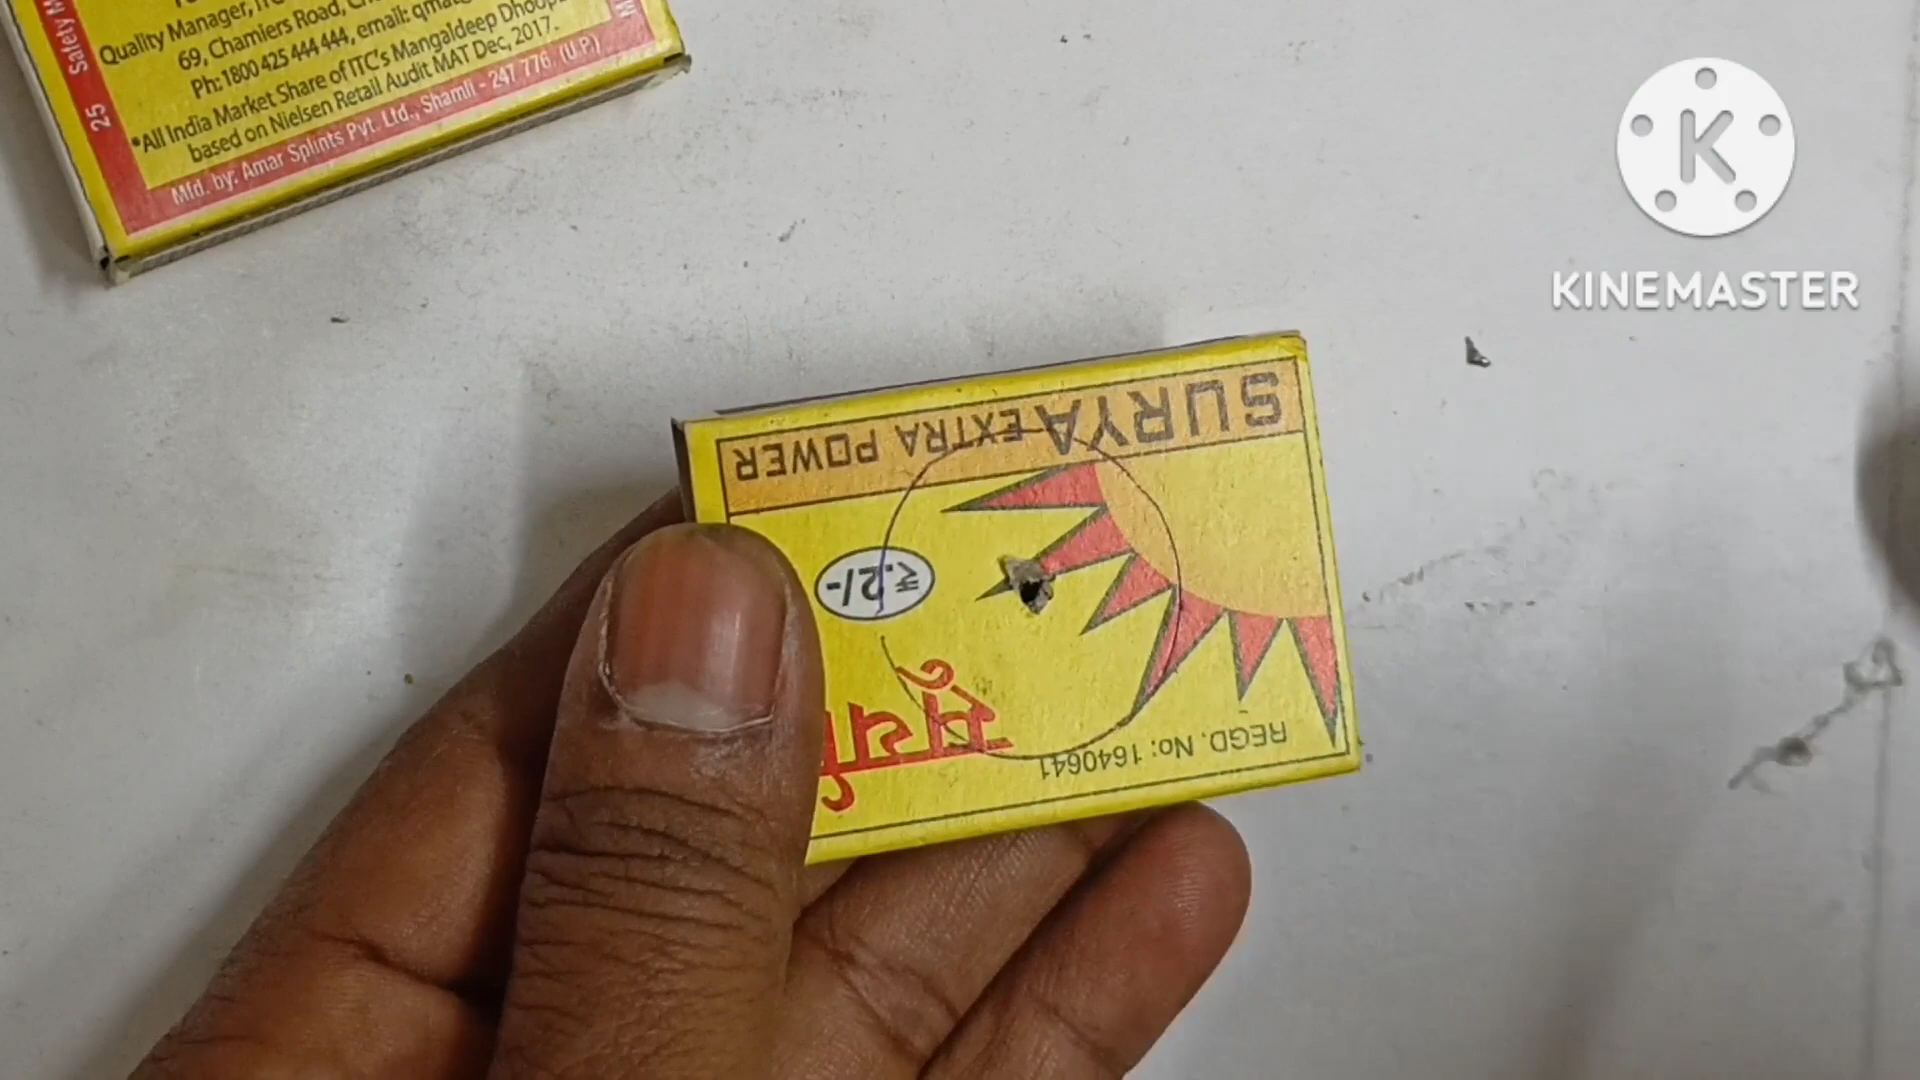 25 Safety M
Quality Manager, ITC
69, Chamiers Road,
Ph: 1800 425 444 444, email:
*All India Market Share of ITC's Mangaldeep
based on Nielsen Retail Audit MAT Dec, 2017.
Mfd. by: Amar Splints Pvt. Ltd., Shamli - 247 776. (U.P.)
K
KINEMASTER
SURYA EXTRA POWER
₹.2/-
सूर्या
REGD. No: 1640641